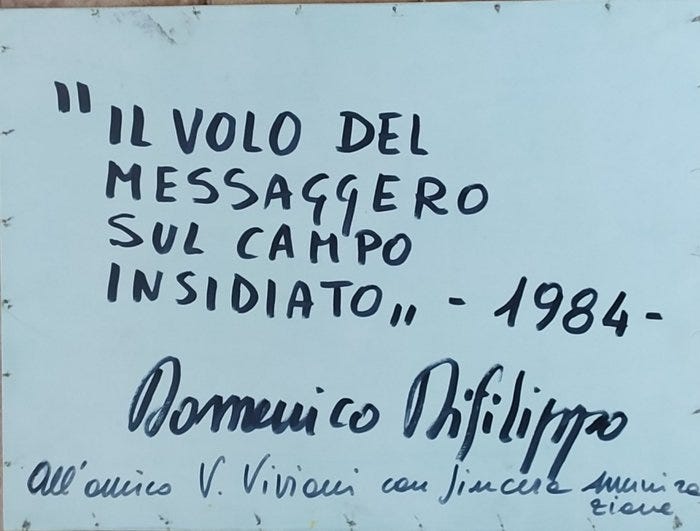 "IL VOLO DEL
MESSAGGERO
SUL CAMPO
INSIDIATO„ - 1984-
Domenico Difilippo
All'amico V. Viviani con sincera ammira
zione